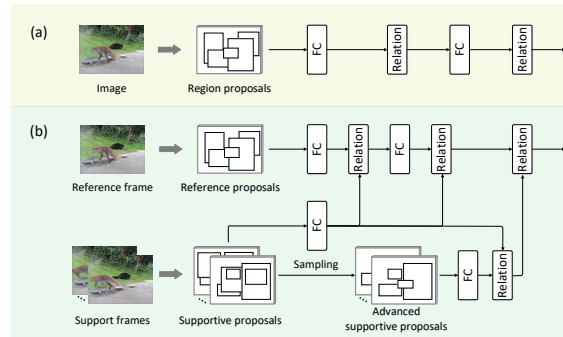 (a)
FC
Relation
FC
Relation
Image
Region proposals
(b)
FC
Relation
FC
Relation
Relation
Reference frame
Reference proposals
FC
Sampling
FC
Relation
Support frames
Supportive proposals
Advanced
supportive proposals